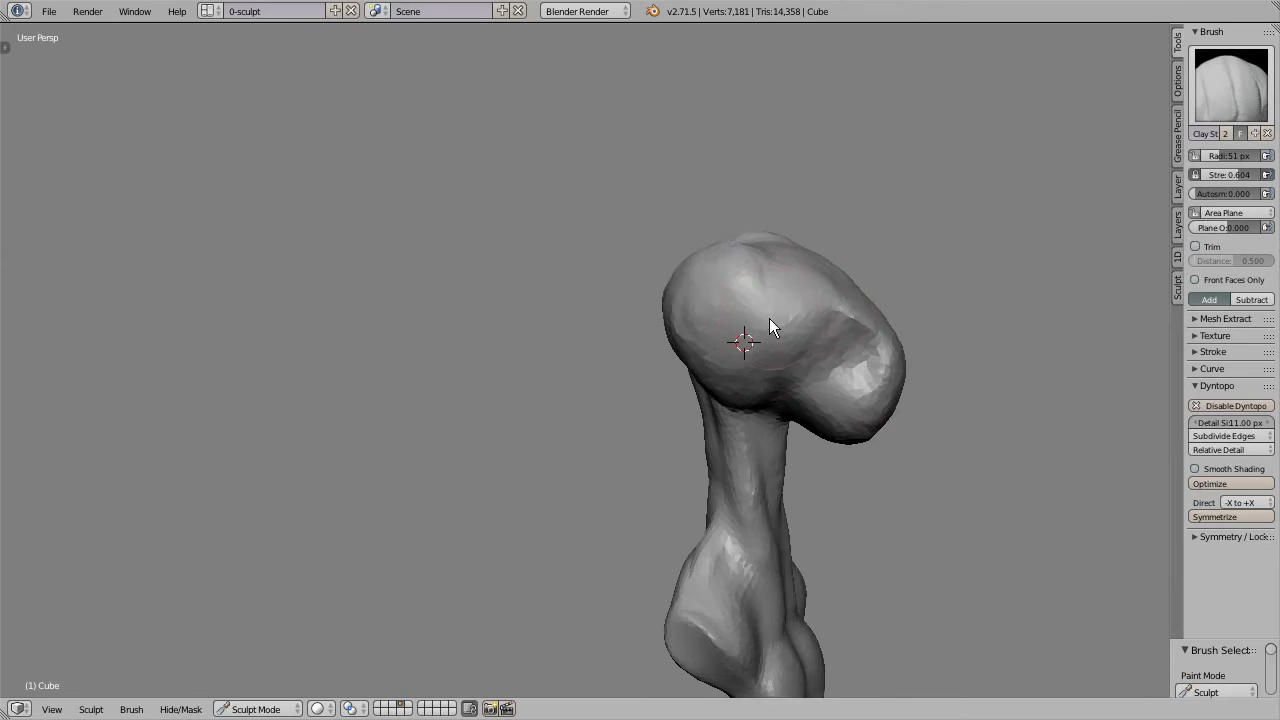 File Render Window Help 0-sculpt Scene Blender Render v2.71.5 | Verts:7,181 | Tris:14,358 | Cube
User Persp
Brush
Tools
Options
Grease Pencil
Layer
Layers
1D
Sculpt
Clay St 2 F
Radi:51 px
Stre: 0.604
Autosm:0.000
Area Plane
Plane O:0.000
Trim
Distance: 0.500
Front Faces Only
Add Subtract
Mesh Extract
Texture
Stroke
Curve
Dyntopo
Disable Dyntopo
Detail Si:11.00 px
Subdivide Edges
Relative Detail
Smooth Shading
Optimize
Direct -X to +X
Symmetrize
Symmetry / Lock
Brush Select
Paint Mode
Sculpt
(1) Cube
View Sculpt Brush Hide/Mask Sculpt Mode